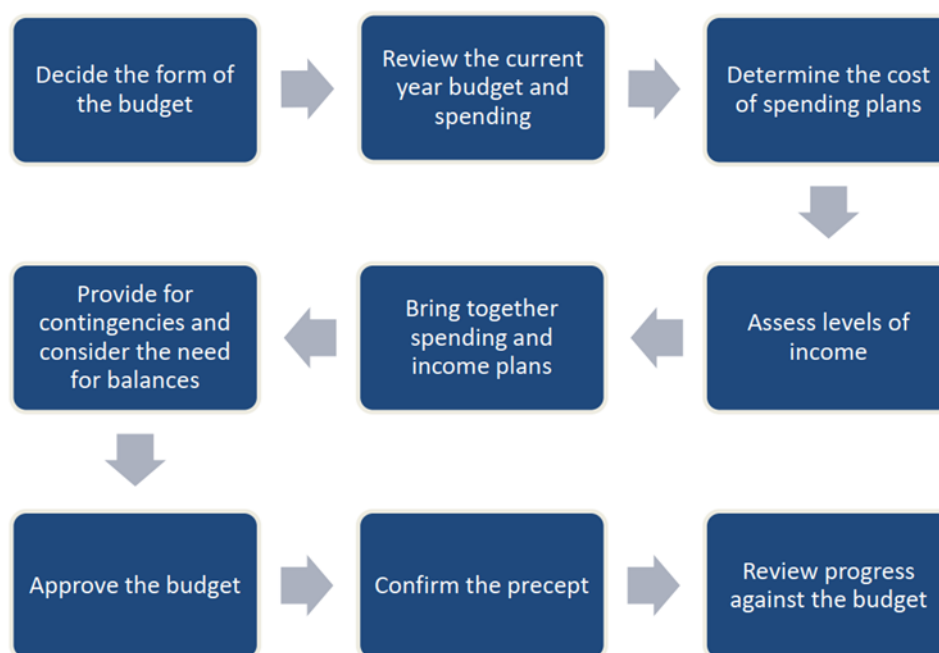 Decide the form of
the budget
Review the current
year budget and
spending
Determine the cost
of spending plans
Assess levels of
income
Bring together
spending and
income plans
Provide for
contingencies and
consider the need
for balances
Approve the budget
Confirm the precept
Review progress
against the budget